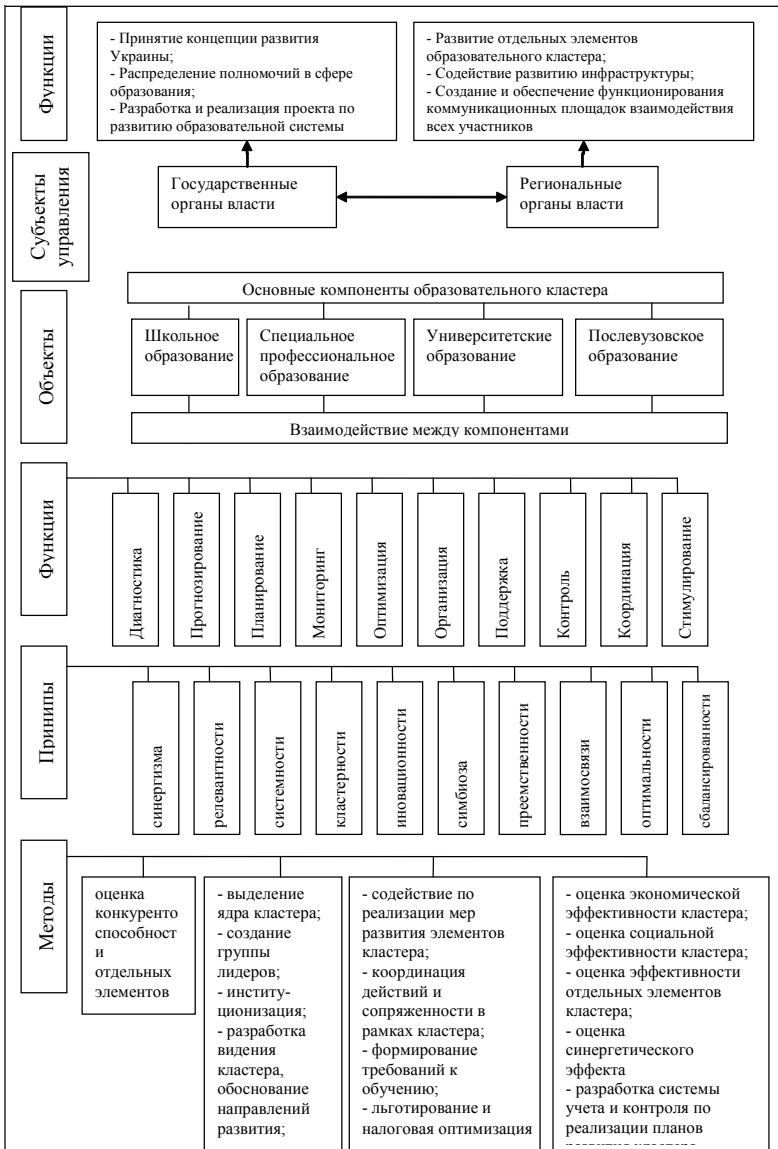 Функции
- Принятие концепции развития
Украины;
- Распределение полномочий в сфере
образования;
- Разработка и реализация проекта по
развитию образовательной системы
- Развитие отдельных элементов
образовательного кластера;
- Содействие развитию инфраструктуры;
- Создание и обеспечение функционирования
коммуникационных площадок взаимодействия
всех участников
Субъекты
управления
Государственные
органы власти
Региональные
органы власти
Объекты
Основные компоненты образовательного кластера
Школьное
образование
Специальное
профессиональное
образование
Университетские
образование
Послевузовское
образование
Взаимодействие между компонентами
Функции
Диагностика
Прогнозирование
Планирование
Мониторинг
Оптимизация
Организация
Поддержка
Контроль
Координация
Стимулирование
Принипы
синергизма
релевантности
системности
кластерности
иновационности
симбиоза
преемственности
взаимосвязи
оптимальности
сбалансированности
Методы
оценка
конкуренто
способност
и
отдельных
элементов
- выделение
ядра кластера;
- создание
группы
лидеров;
- институ-
ционизация;
- разработка
видения
кластера,
обоснование
направлений
развития;
- содействие по
реализации мер
развития элементов
кластера;
- координация
действий и
сопряженности в
рамках кластера;
- формирование
требований к
обучению;
- льготирование и
налоговая оптимизация
- оценка экономической
эффективности кластера;
- оценка социальной
эффективности кластера;
- оценка эффективности
отдельных элементов
кластера;
- оценка
синергетического
эффекта
- разработка системы
учета и контроля по
реализации планов